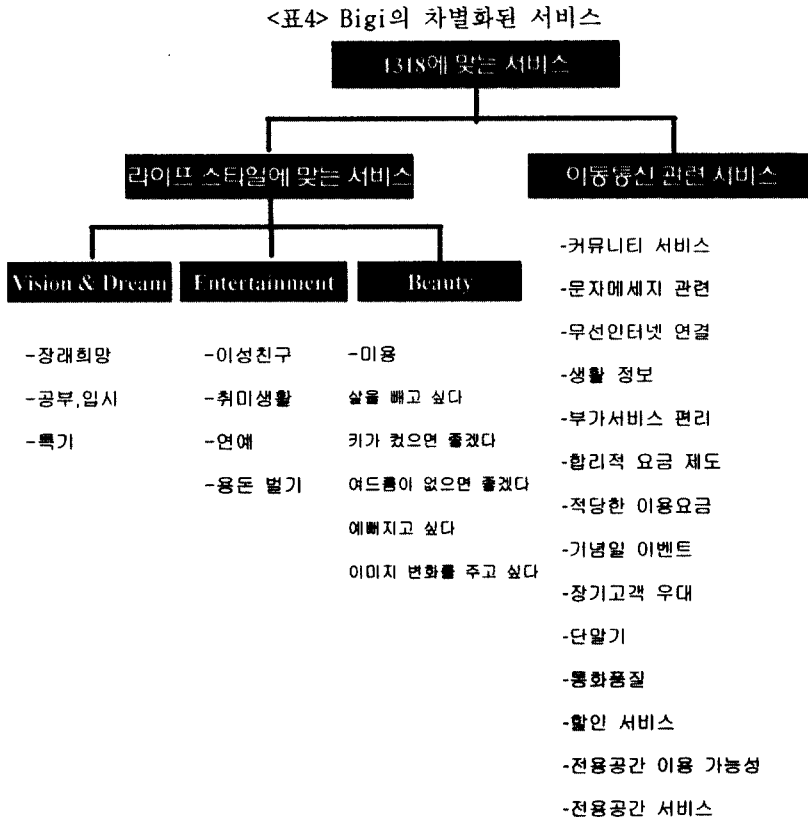 <표4> Bigi의 차별화된 서비스
1318에 맞는 서비스
라이프 스타일에 맞는 서비스
이동통신 관련 서비스
Vision & Dream
Entertainment
Beauty
-장래희망
-공부,입시
-특기
-이성친구
-취미생활
-연예
-용돈 벌기
-미용
살을 빼고 싶다
키가 컸으면 좋겠다
여드름이 없으면 좋겠다
예뻐지고 싶다
이미지 변화를 주고 싶다
-커뮤니티 서비스
-문자메세지 관련
-무선인터넷 연결
-생활 정보
-부가서비스 편리
-합리적 요금 제도
-적당한 이용요금
-기념일 이벤트
-장기고객 우대
-단말기
-통화품질
-할인 서비스
-전용공간 이용 가능성
-전용공간 서비스